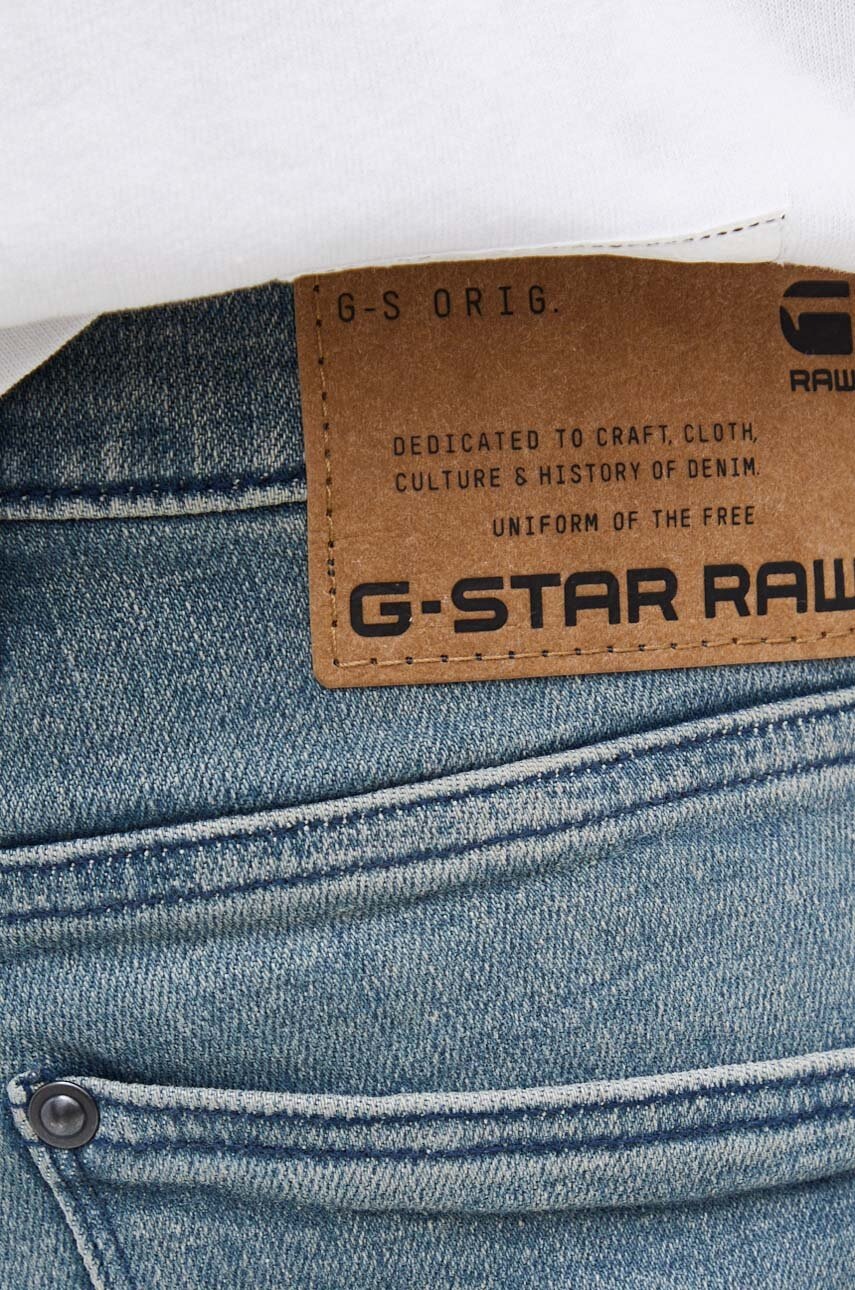 G-S ORIG.
RAW
DEDICATED TO CRAFT, CLOTH,
CULTURE & HISTORY OF DENIM.
UNIFORM OF THE FREE
G-STAR RAW